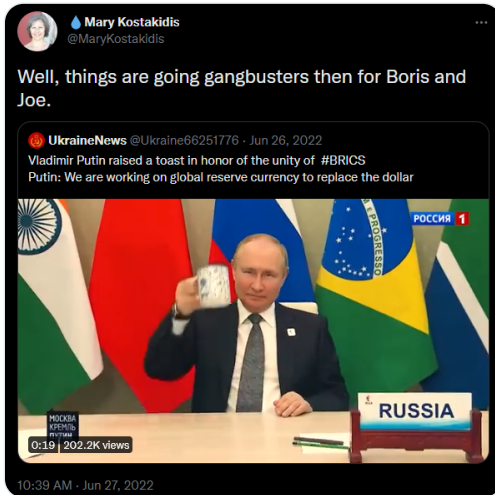 Mary Kostakidis
@MaryKostakidis
Well, things are going gangbusters then for Boris and
Joe.
UkraineNews @Ukraine66251776 · Jun 26, 2022
Vladimir Putin raised a toast in honor of the unity of #BRICS
Putin: We are working on global reserve currency to replace the dollar
РОССИЯ 1
E PROGRESSO
RUSSIA
МОСКВА
КРЕМЛЬ
ПУТИН
0:19 202.2K views
10:39 AM · Jun 27, 2022